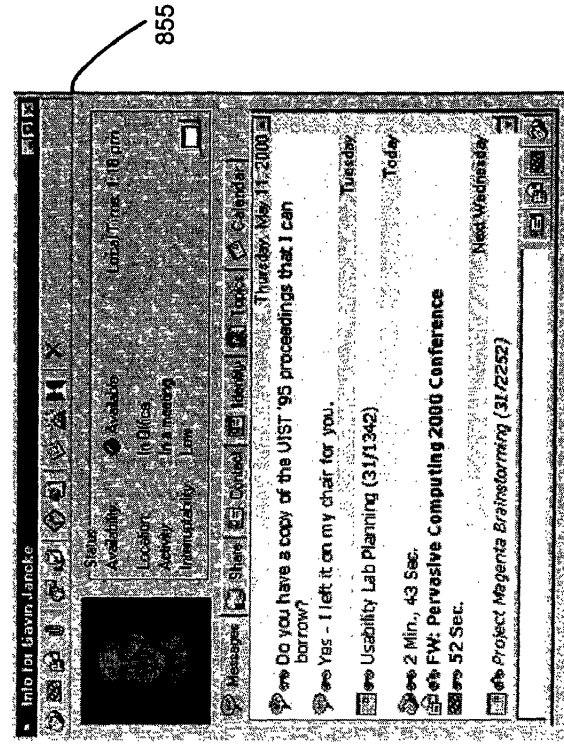 855
Info for Gavin Jancke
Status
Availability: Available Local Time: 1:18 pm
Location: In Office
Activity: In a meeting
Interruptability: Low
Messages Share Contact Identity Topics Calendar
Thursday, May 11, 2000
Do you have a copy of the UIST '95 proceedings that I can
borrow?
Yes - I left it on my chair for you.
Tuesday
Usability Lab Planning (31/1342)
Today
2 Min., 43 Sec.
FW: Pervasive Computing 2000 Conference
52 Sec.
Next Wednesday
Project Magenta Brainstorming (31/2252)